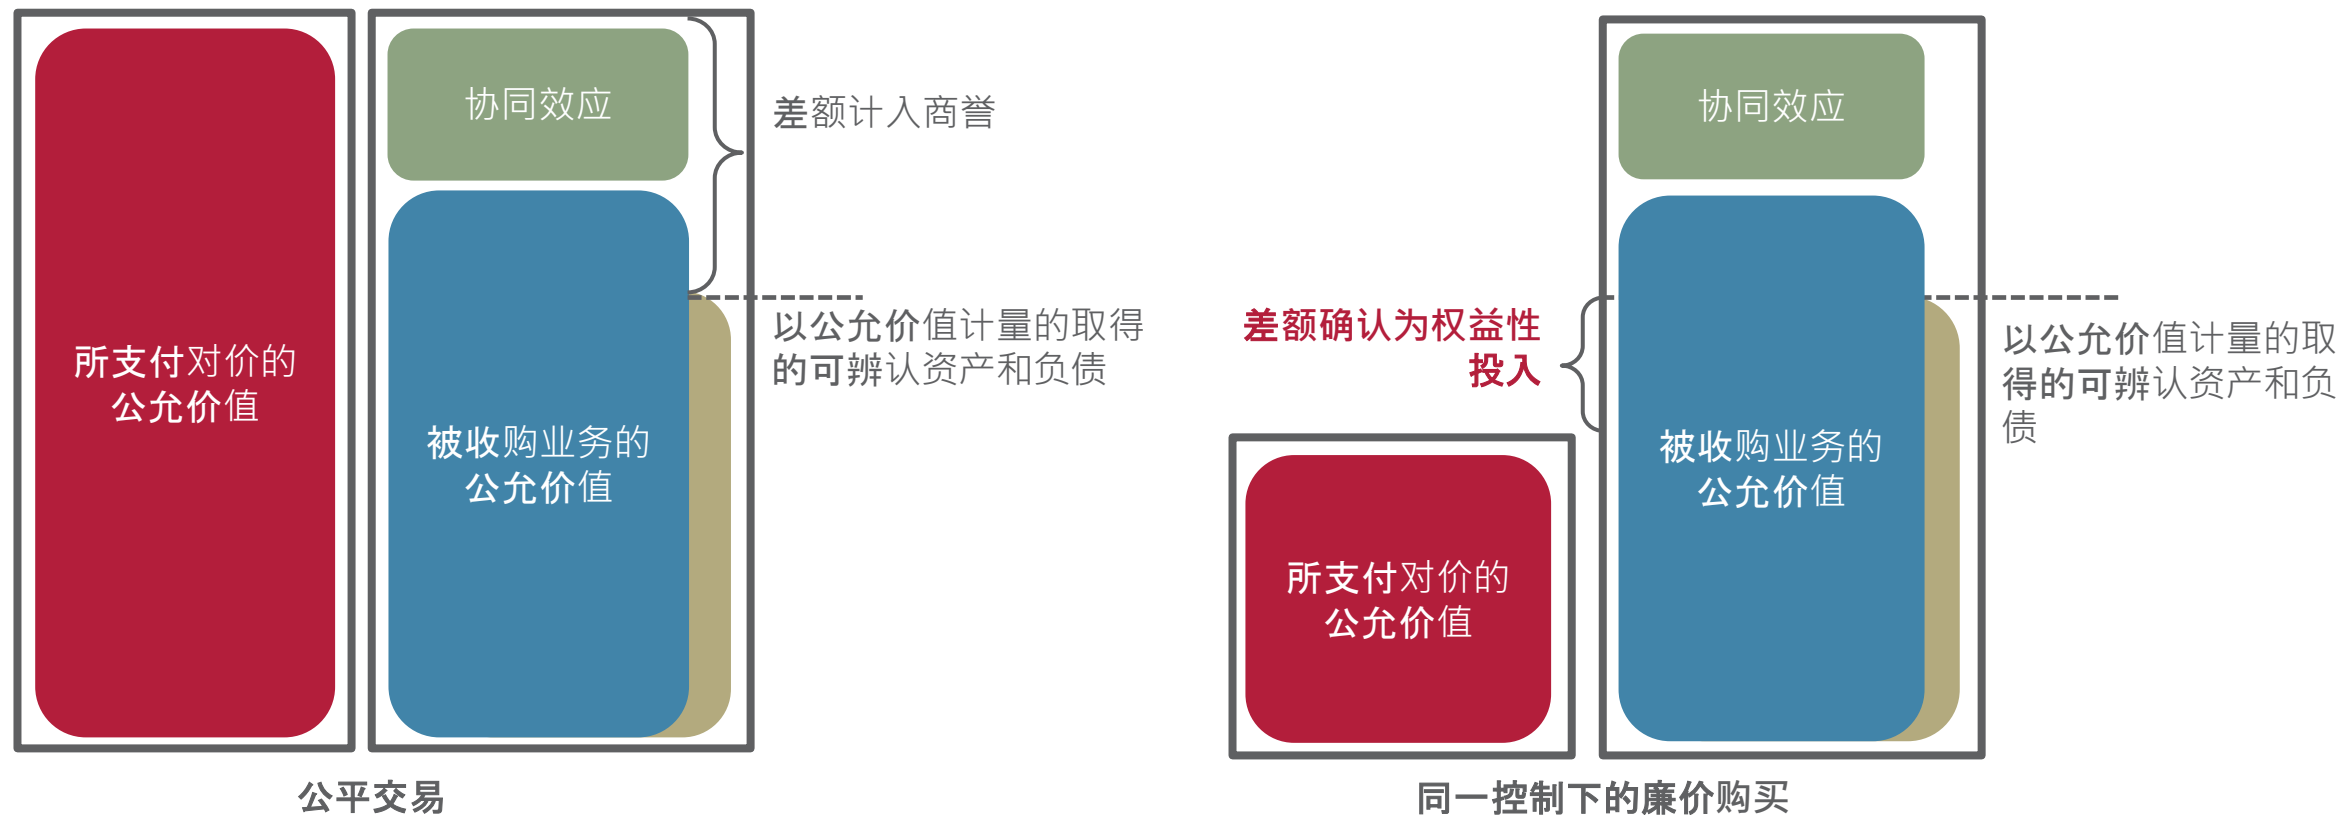 协同效应
差额计入商誉
所支付对价的
公允价值
被收购业务的
公允价值
以公允价值计量的取得
的可辨认资产和负债
公平交易
协同效应
差额确认为权益性
投入
所支付对价的
公允价值
被收购业务的
公允价值
以公允价值计量的取
得的可辨认资产和负
债
同一控制下的廉价购买